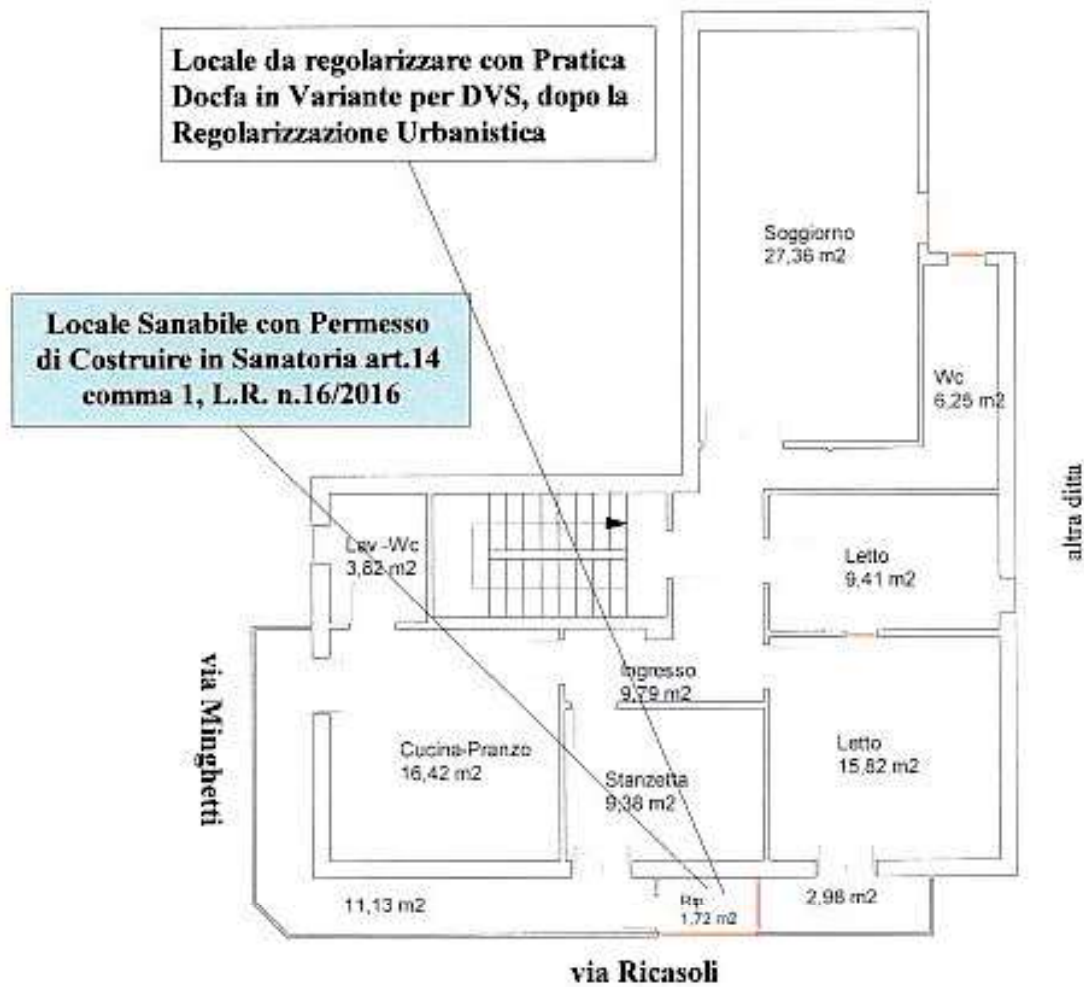 Locale da regolarizzare con Pratica
Docfa in Variante per DVS, dopo la
Regolarizzazione Urbanistica
Locale Sanabile con Permesso
di Costruire in Sanatoria art.14
comma 1, L.R. n.16/2016
Soggiorno
27,36 m2
Wc
6,25 m2
altra ditta
Lav.-Wc
3,82 m2
Letto
9,41 m2
via Minghetti
Ingresso
9,79 m2
Cucina-Pranzo
16,42 m2
Stanzetta
9,38 m2
Letto
15,82 m2
11,13 m2
Rip
1,72 m2
2,98 m2
via Ricasoli